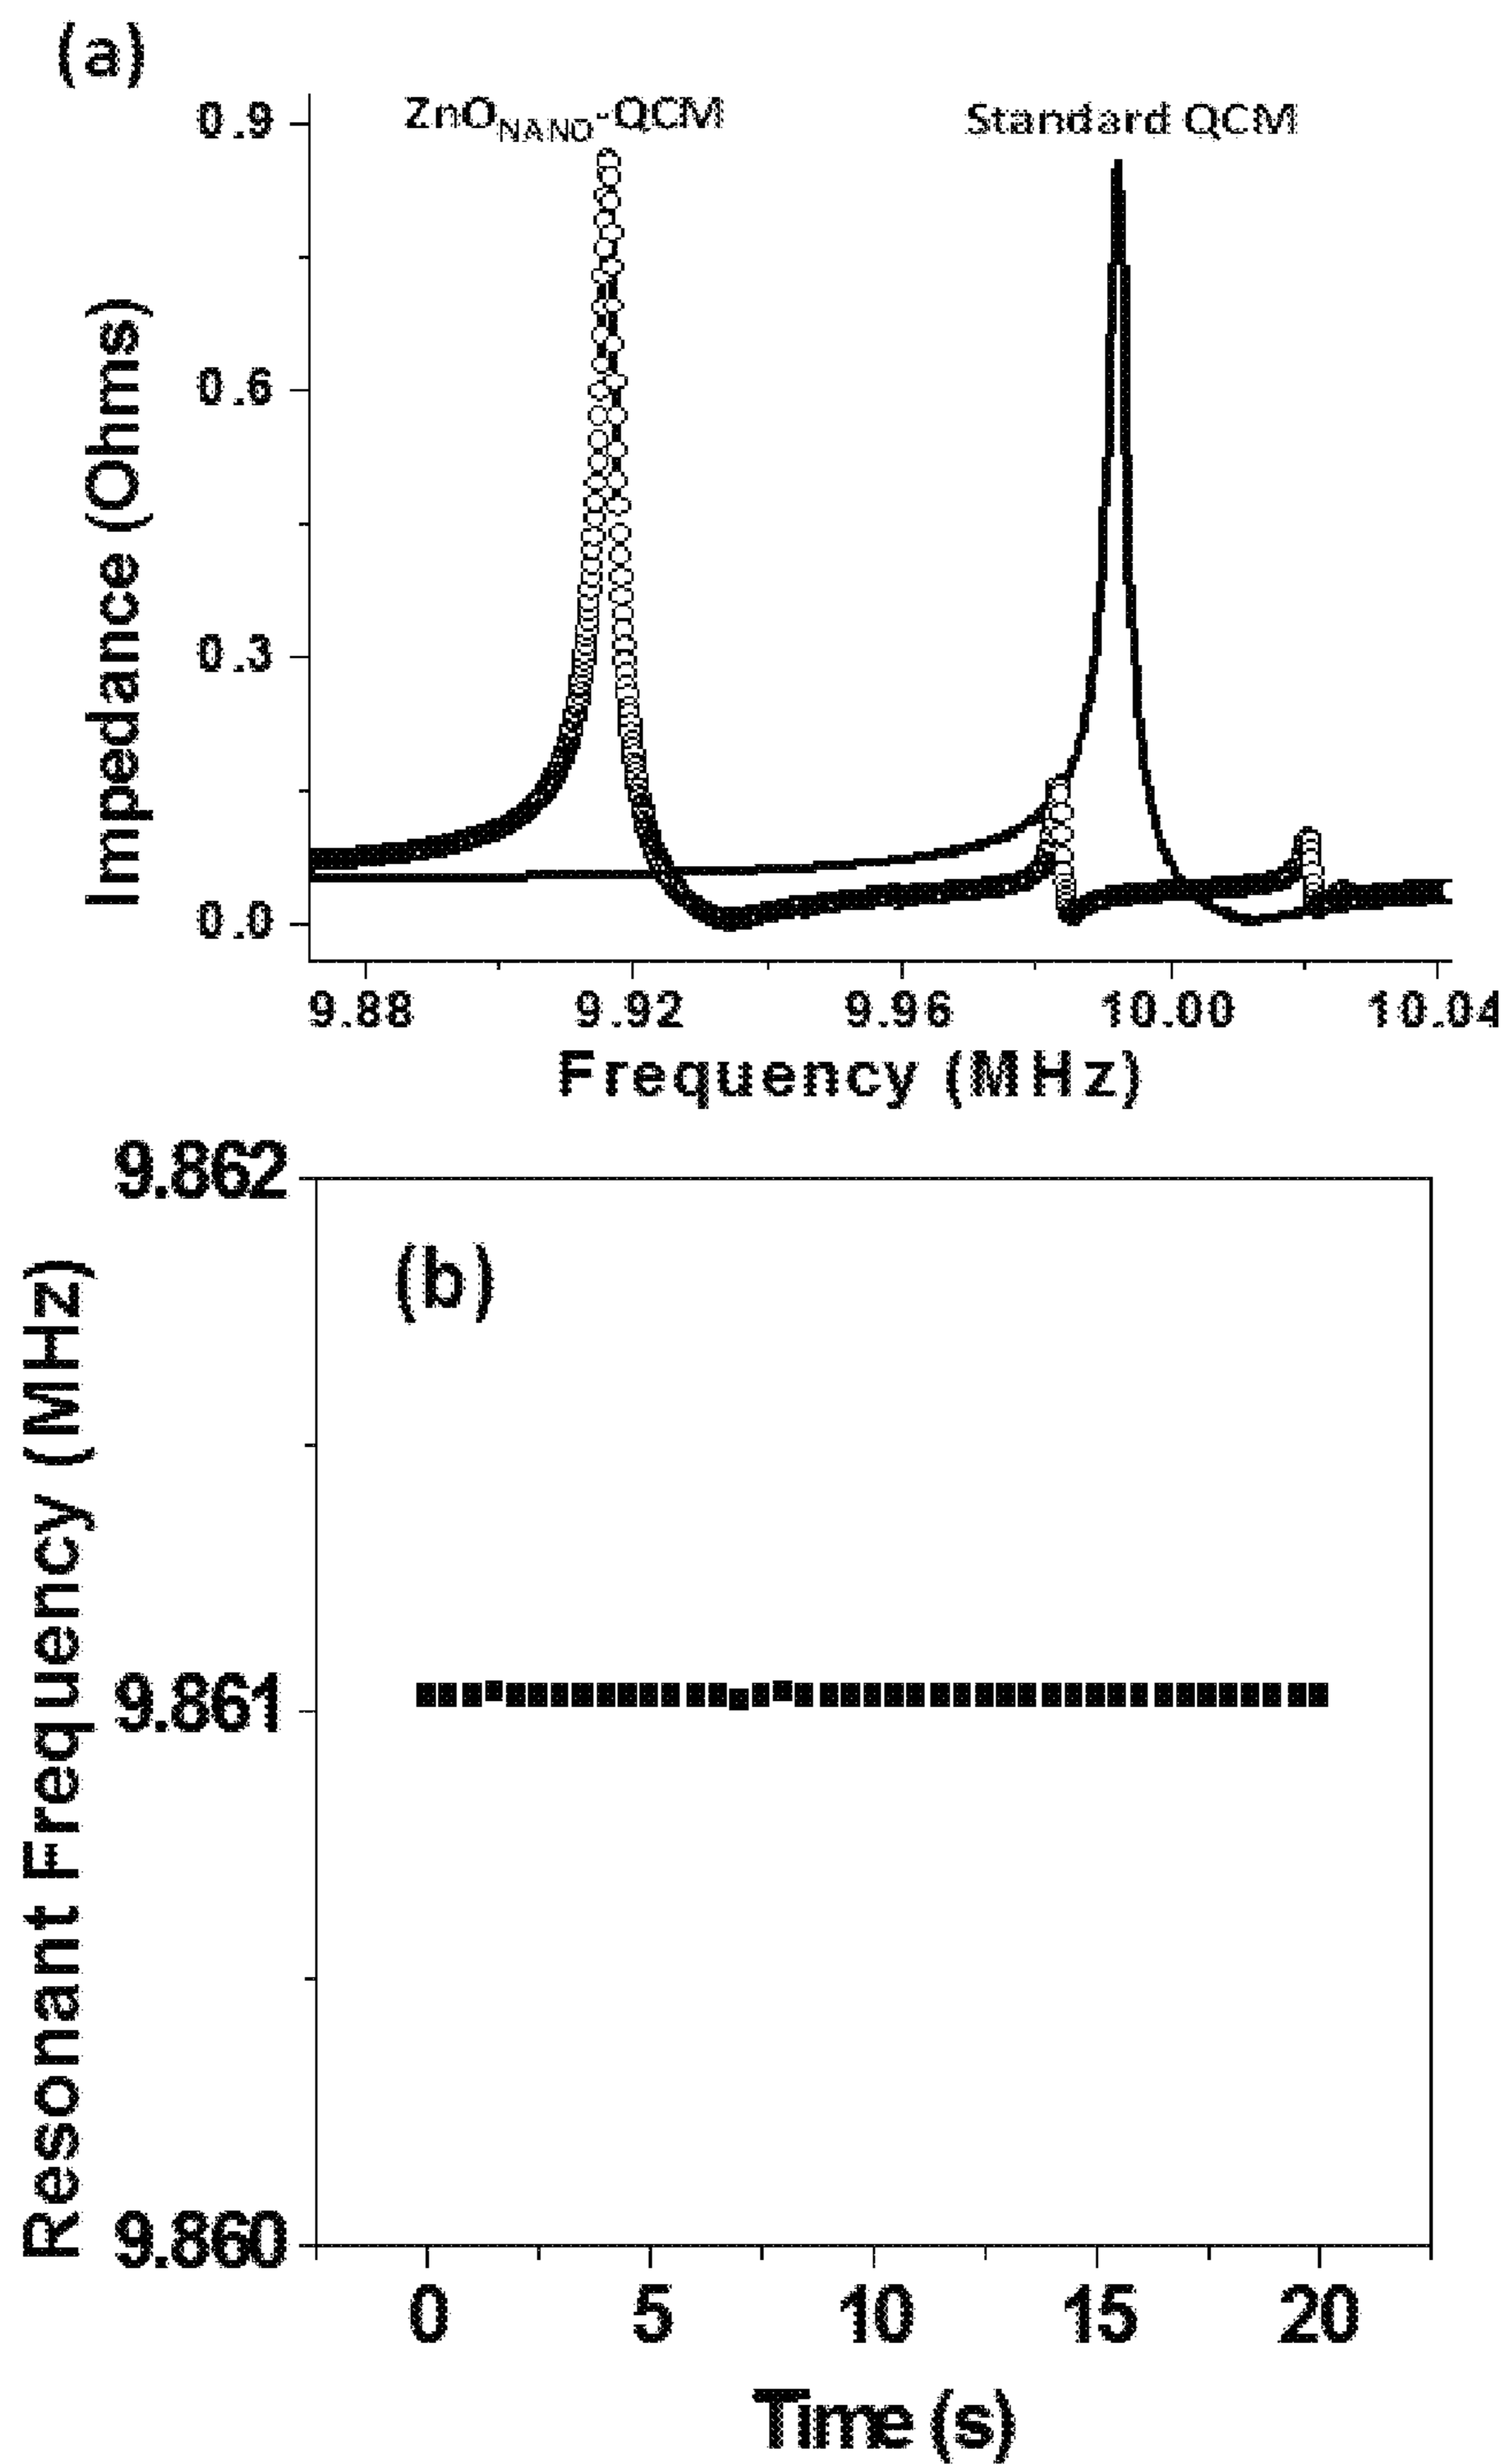 (a)
ZnO_NANO-QCM Standard QCM
0.9
0.6
0.3
0.0
Impedance (Ohms)
9.88 9.92 9.96 10.00 10.04
Frequency (MHz)
(b)
9.862
9.861
9.860
Resonant Frequency (MHz)
0 5 10 15 20
Time (s)